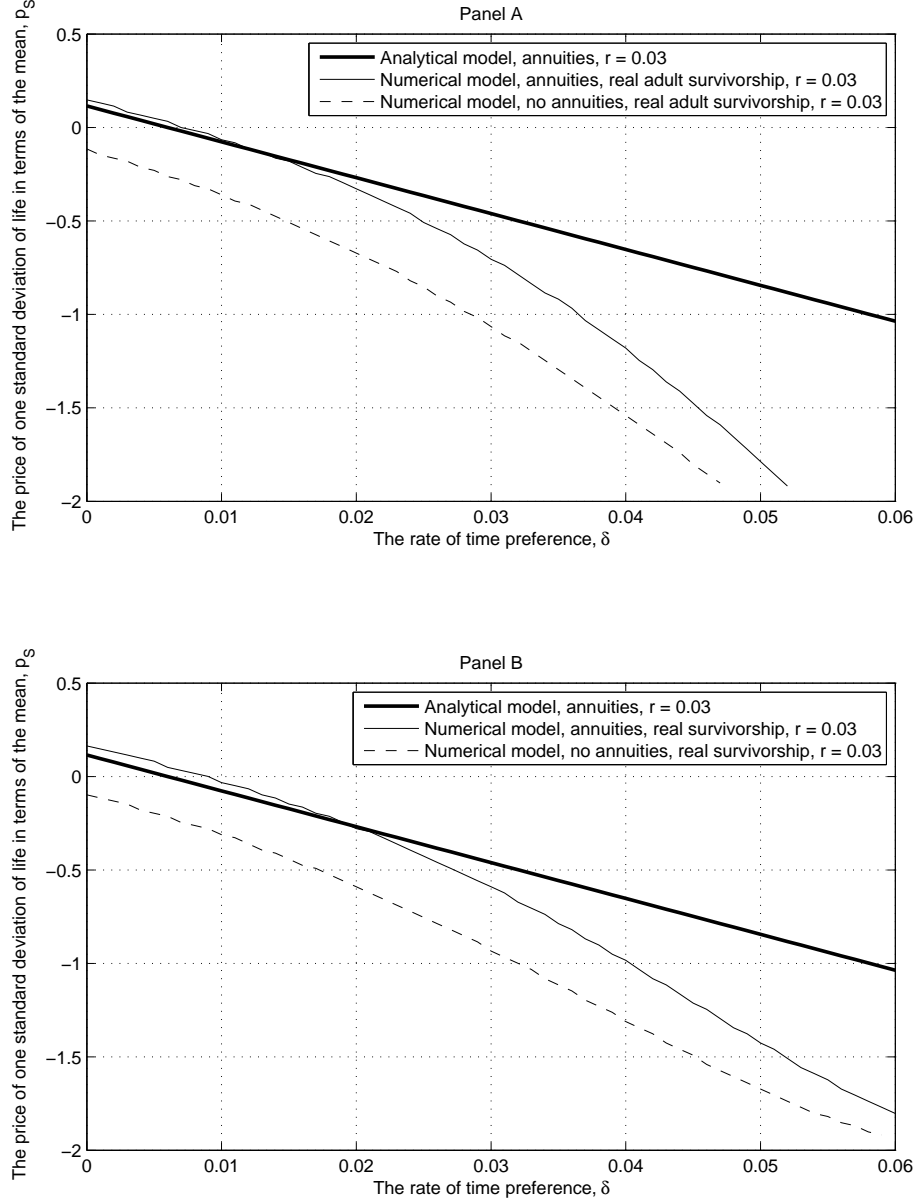 Panel A
The price of one standard deviation of life in terms of the mean, pS
0.5
0
−0.5
−1
−1.5
−2
Analytical model, annuities, r = 0.03
Numerical model, annuities, real adult survivorship, r = 0.03
Numerical model, no annuities, real adult survivorship, r = 0.03
0 0.01 0.02 0.03 0.04 0.05 0.06
The rate of time preference, δ
Panel B
The price of one standard deviation of life in terms of the mean, pS
0.5
0
−0.5
−1
−1.5
−2
Analytical model, annuities, r = 0.03
Numerical model, annuities, real survivorship, r = 0.03
Numerical model, no annuities, real survivorship, r = 0.03
0 0.01 0.02 0.03 0.04 0.05 0.06
The rate of time preference, δ